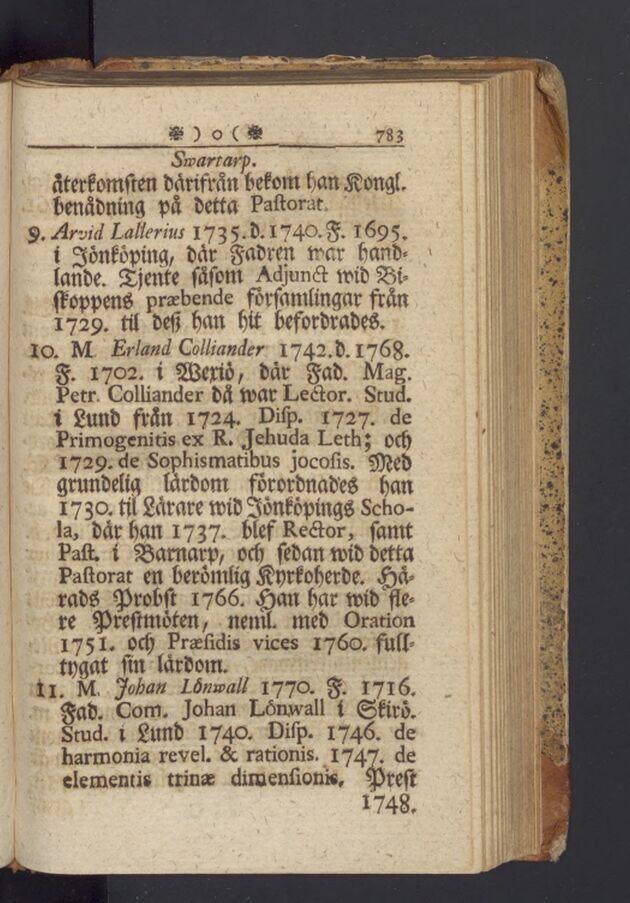 ❉ ) o ( ❉ 783
Swartarp.
återkomsten därifrån bekom han Kongl.
benådning på detta Pastorat.
9. Arvid Lallerius 1735. d. 1740. F. 1695.
i Jönköping, där Fadren war hand-
lande. Tjente såsom Adjunct wid Bi-
skoppens præbende församlingar från
1729. til deß han hit befordrades.
10. M. Erland Colliander 1742. d. 1768.
F. 1702. i Wexiö, där Fad. Mag.
Petr. Colliander då war Lector. Stud.
i Lund från 1724. Disp. 1727. de
Primogenitis ex R. Jehuda Leth; och
1729. de Sophismatibus jocosis. Med
grundelig lärdom förordnades han
1730. til Lärare wid Jönköpings Scho-
la, där han 1737. blef Rector, samt
Past. i Barnarp, och sedan wid detta
Pastorat en berömlig Kyrkoherde. Hä-
rads Probst 1766. Han har wid fle-
re Prestmöten, neml. med Oration
1751. och Præsidis vices 1760. full-
tygat sin lärdom.
11. M. Johan Lönwall 1770. F. 1716.
Fad. Com. Johan Lönwall i Skirö.
Stud. i Lund 1740. Disp. 1746. de
harmonia revel. & rationis. 1747. de
elementis trinæ dimensionis. Prest
1748.